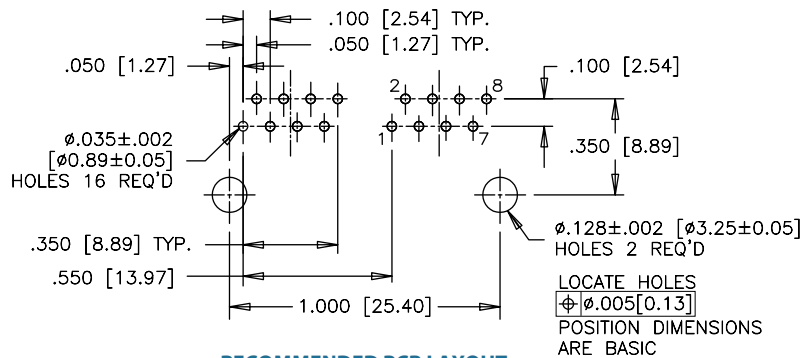 .100 [2.54] TYP.
.050 [1.27] TYP.
.050 [1.27]
.100 [2.54]
2
8
ø.035±.002
[ø0.89±0.05]
HOLES 16 REQ'D
1
7
.350 [8.89]
ø.128±.002 [ø3.25±0.05]
HOLES 2 REQ'D
.350 [8.89] TYP.
.550 [13.97]
1.000 [25.40]
LOCATE HOLES
⌖ ø.005[0.13]
POSITION DIMENSIONS
ARE BASIC
RECOMMENDED PCB LAYOUT